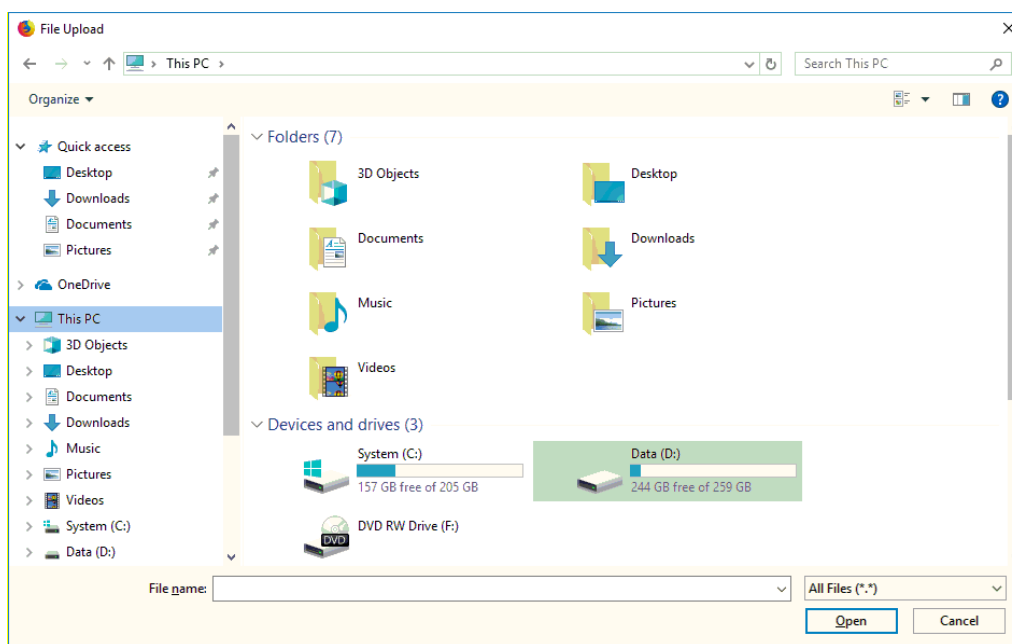 File Upload
This PC
Search This PC
Organize
Quick access
Desktop
Downloads
Documents
Pictures
OneDrive
This PC
3D Objects
Desktop
Documents
Downloads
Music
Pictures
Videos
System (C:)
Data (D:)
Folders (7)
3D Objects
Desktop
Documents
Downloads
Music
Pictures
Videos
Devices and drives (3)
System (C:)
157 GB free of 205 GB
Data (D:)
244 GB free of 259 GB
DVD RW Drive (F:)
DVD
File name:
All Files (*.*)
Open
Cancel